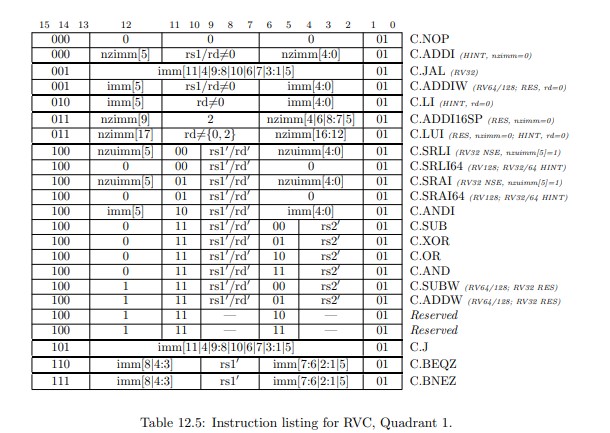 15 14 13 12 11 10 9 8 7 6 5 4 3 2 1 0
000 0 0 0 01 C.NOP
000 nzimm[5] rs1/rd≠0 nzimm[4:0] 01 C.ADDI (HINT, nzimm=0)
001 imm[11|4|9:8|10|6|7|3:1|5] 01 C.JAL (RV32)
001 imm[5] rs1/rd≠0 imm[4:0] 01 C.ADDIW (RV64/128; RES, rd=0)
010 imm[5] rd≠0 imm[4:0] 01 C.LI (HINT, rd=0)
011 nzimm[9] 2 nzimm[4|6|8:7|5] 01 C.ADDI16SP (RES, nzimm=0)
011 nzimm[17] rd≠{0, 2} nzimm[16:12] 01 C.LUI (RES, nzimm=0; HINT, rd=0)
100 nzuimm[5] 00 rs1′/rd′ nzuimm[4:0] 01 C.SRLI (RV32 NSE, nzuimm[5]=1)
100 0 00 rs1′/rd′ 0 01 C.SRLI64 (RV128; RV32/64 HINT)
100 nzuimm[5] 01 rs1′/rd′ nzuimm[4:0] 01 C.SRAI (RV32 NSE, nzuimm[5]=1)
100 0 01 rs1′/rd′ 0 01 C.SRAI64 (RV128; RV32/64 HINT)
100 imm[5] 10 rs1′/rd′ imm[4:0] 01 C.ANDI
100 0 11 rs1′/rd′ 00 rs2′ 01 C.SUB
100 0 11 rs1′/rd′ 01 rs2′ 01 C.XOR
100 0 11 rs1′/rd′ 10 rs2′ 01 C.OR
100 0 11 rs1′/rd′ 11 rs2′ 01 C.AND
100 1 11 rs1′/rd′ 00 rs2′ 01 C.SUBW (RV64/128; RV32 RES)
100 1 11 rs1′/rd′ 01 rs2′ 01 C.ADDW (RV64/128; RV32 RES)
100 1 11 — 10 — 01 Reserved
100 1 11 — 11 — 01 Reserved
101 imm[11|4|9:8|10|6|7|3:1|5] 01 C.J
110 imm[8|4:3] rs1′ imm[7:6|2:1|5] 01 C.BEQZ
111 imm[8|4:3] rs1′ imm[7:6|2:1|5] 01 C.BNEZ
Table 12.5: Instruction listing for RVC, Quadrant 1.